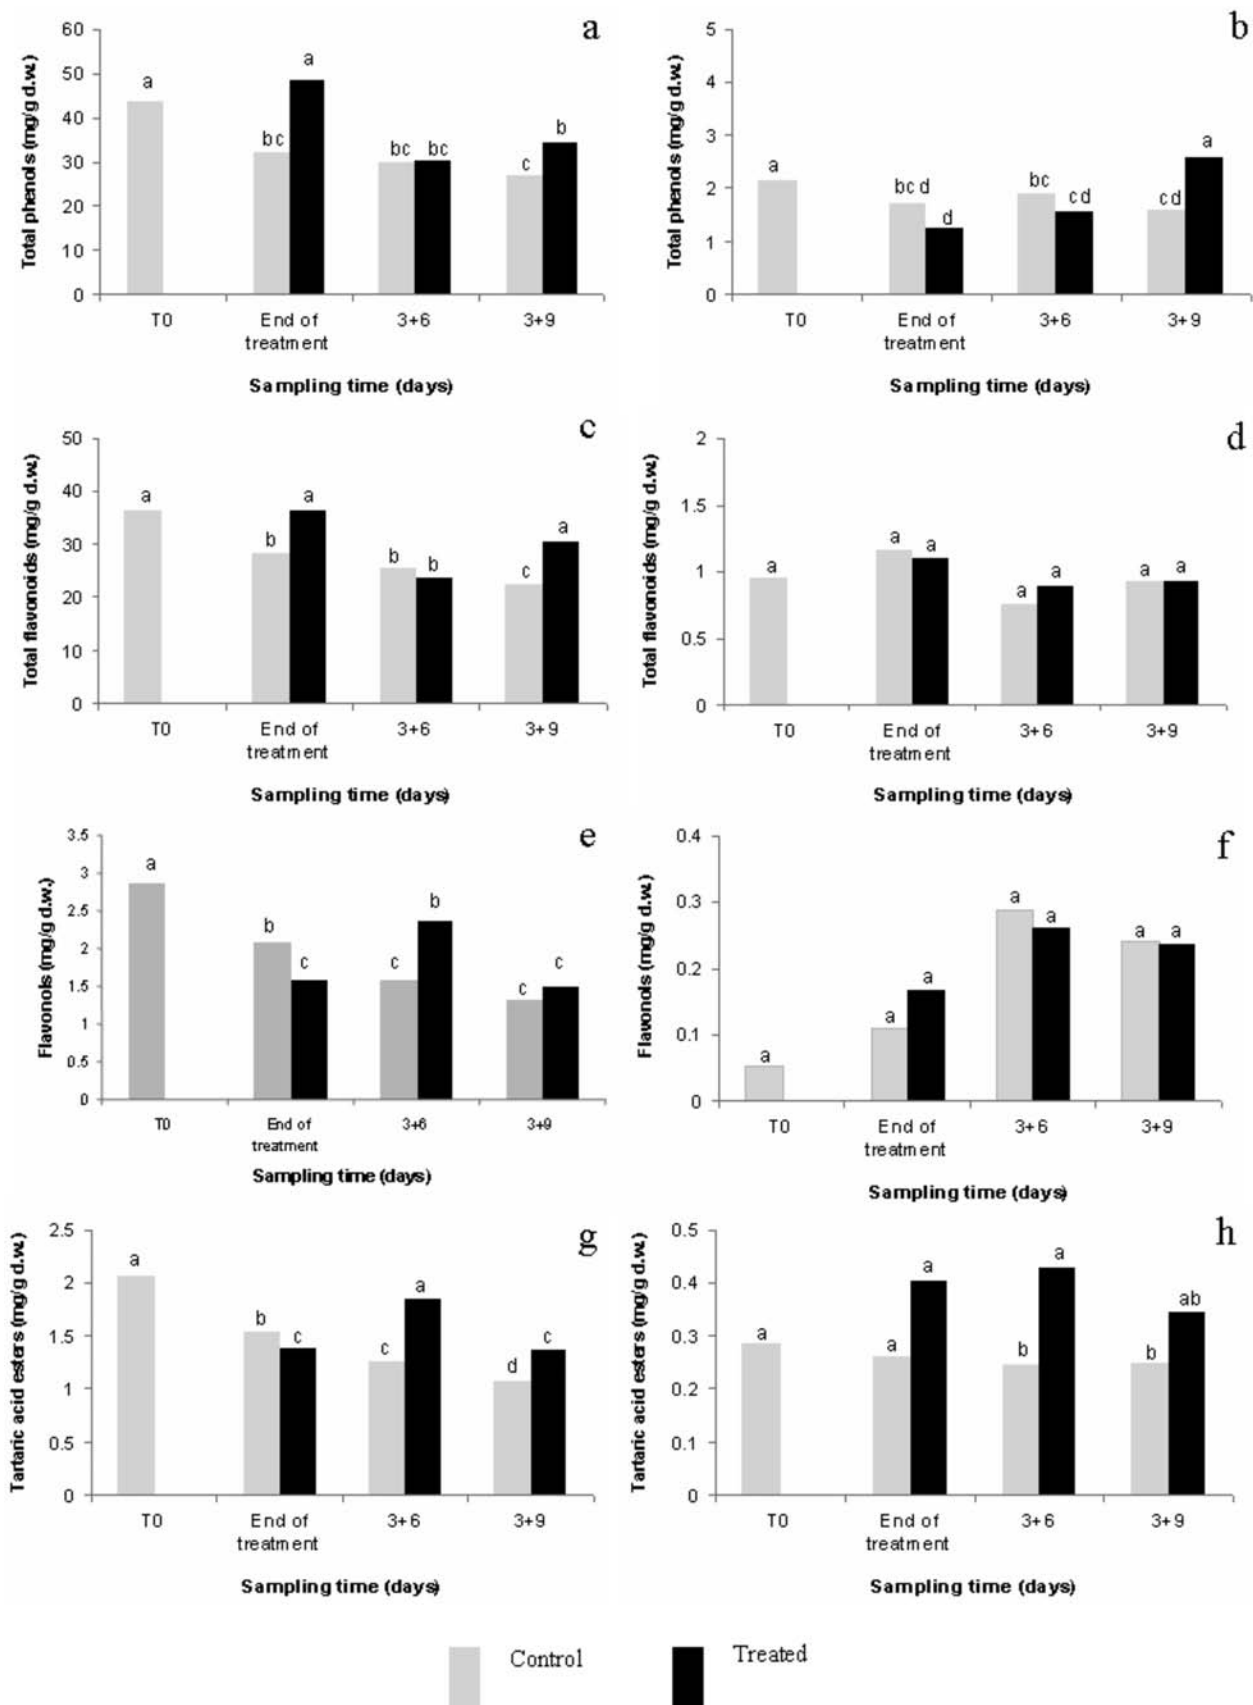 a
Total phenols (mg/g d.w.)
60
50
40
30
20
10
0
a
bc
a
bc
bc
c
b
T0
End of
treatment
3+6
3+9
Sampling time (days)
b
Total phenols (mg/g d.w.)
5
4
3
2
1
0
a
bcd
d
bc
cd
cd
a
T0
End of
treatment
3+6
3+9
Sampling time (days)
c
Total flavonoids (mg/g d.w.)
50
40
30
20
10
0
a
b
a
b
b
c
a
T0
End of
treatment
3+6
3+9
Sampling time (days)
d
Total flavonoids (mg/g d.w.)
2
1.5
1
0.5
0
a
a
a
a
a
a
a
T0
End of
treatment
3+6
3+9
Sampling time (days)
e
Flavonols (mg/g d.w.)
3.5
3
2.5
2
1.5
1
0.5
0
a
b
c
c
b
c
c
T0
End of
treatment
3+6
3+9
Sampling time (days)
f
Flavonols (mg/g d.w.)
0.4
0.3
0.2
0.1
0
a
a
a
a
a
a
a
T0
End of
treatment
3+6
3+9
Sampling time (days)
g
Tartaric acid esters (mg/g d.w.)
2.5
2
1.5
1
0.5
0
a
b
c
c
a
d
c
T0
End of
treatment
3+6
3+9
Sampling time (days)
h
Tartaric acid esters (mg/g d.w.)
0.5
0.4
0.3
0.2
0.1
0
a
a
a
b
a
b
ab
T0
End of
treatment
3+6
3+9
Sampling time (days)
Control
Treated